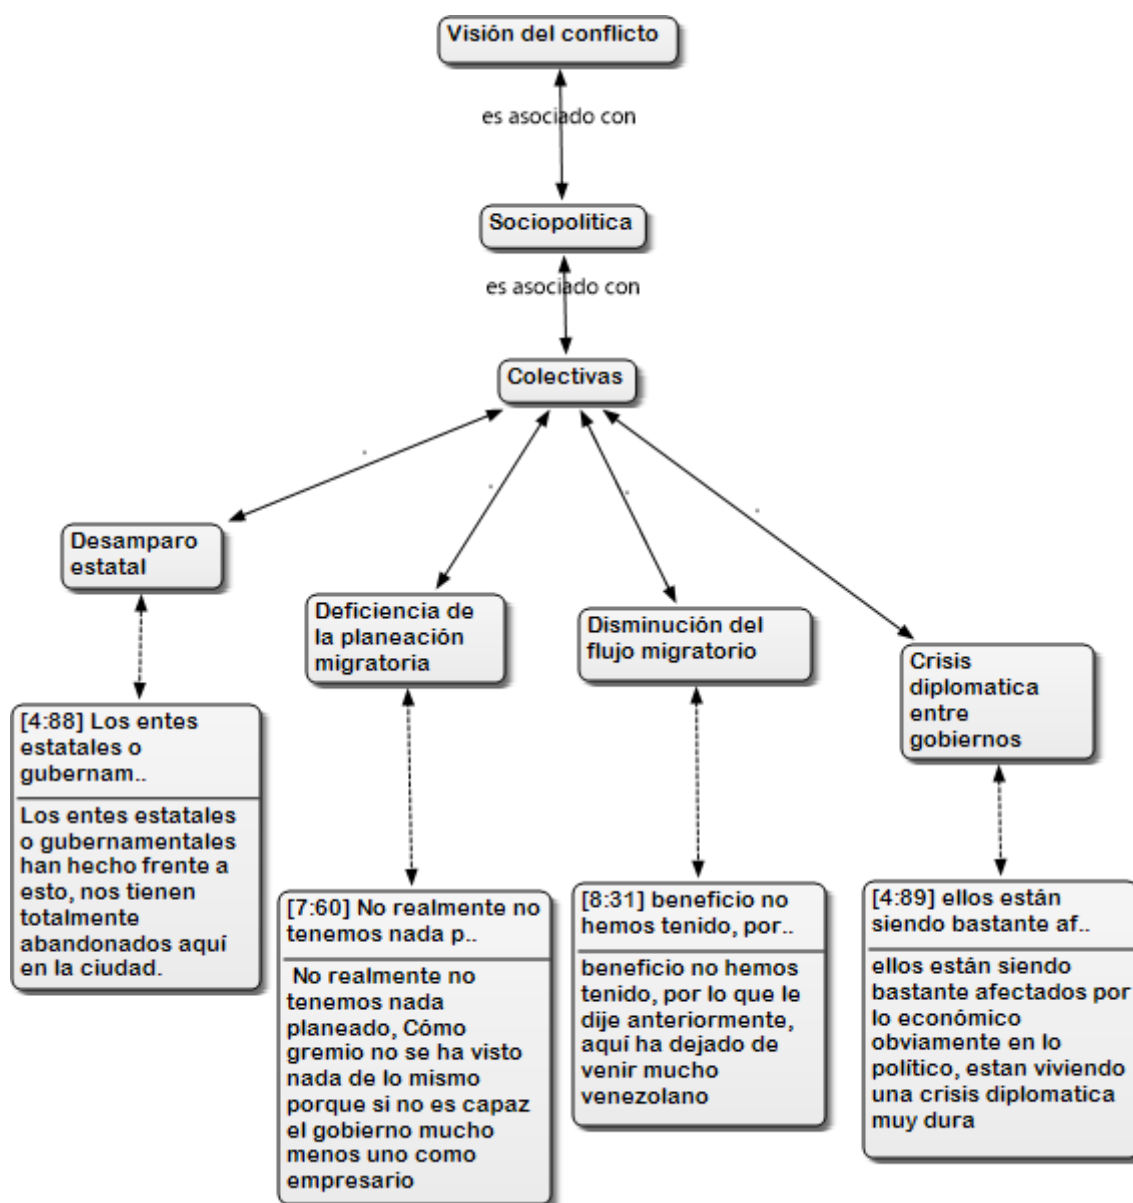 Visión del conflicto
es asociado con
Sociopolitica
es asociado con
Colectivas
Desamparo
estatal
Deficiencia de
la planeación
migratoria
Disminución del
flujo migratorio
Crisis
diplomatica
entre
gobiernos
[4:88] Los entes
estatales o
gubernam..
Los entes estatales
o gubernamentales
han hecho frente a
esto, nos tienen
totalmente
abandonados aquí
en la ciudad.
[7:60] No realmente no
tenemos nada p..
No realmente no
tenemos nada
planeado, Cómo
gremio no se ha visto
nada de lo mismo
porque si no es capaz
el gobierno mucho
menos uno como
empresario
[8:31] beneficio no
hemos tenido, por..
beneficio no hemos
tenido, por lo que le
dije anteriormente,
aquí ha dejado de
venir mucho
venezolano
[4:89] ellos están
siendo bastante af..
ellos están siendo
bastante afectados por
lo económico
obviamente en lo
político, estan viviendo
una crisis diplomatica
muy dura